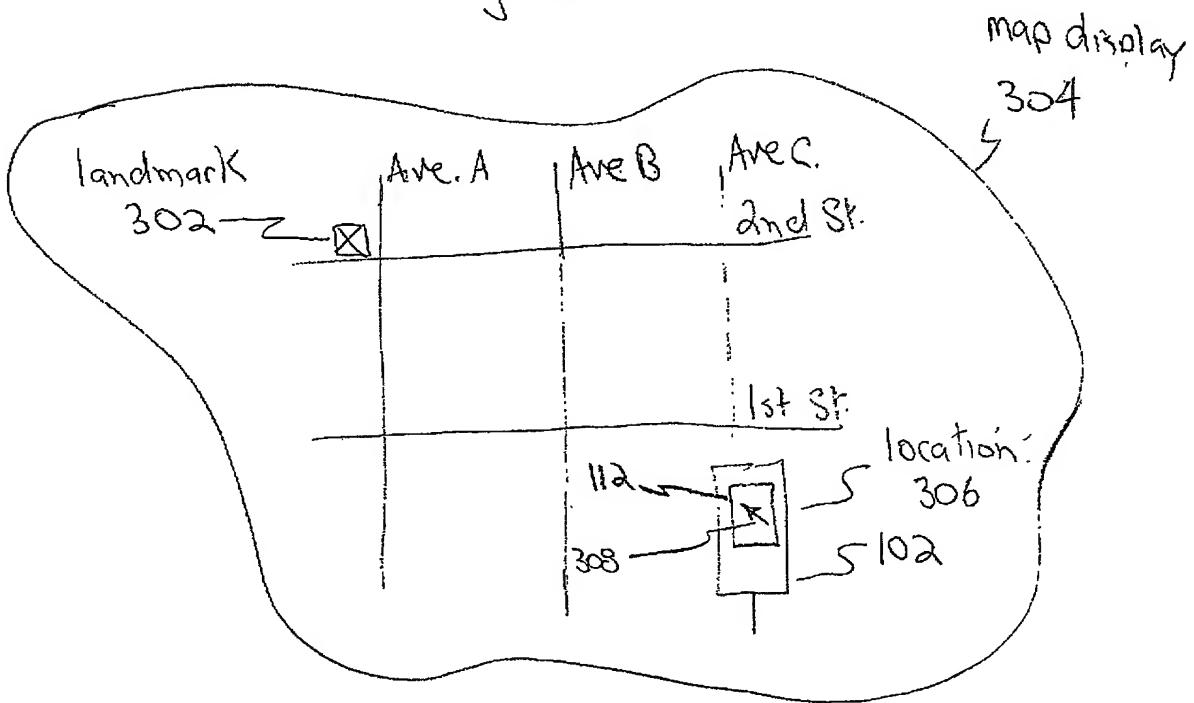 map display
304
landmark
302
Ave. A
Ave B
Ave C.
2nd St.
1st St.
location:
306
112
308
102